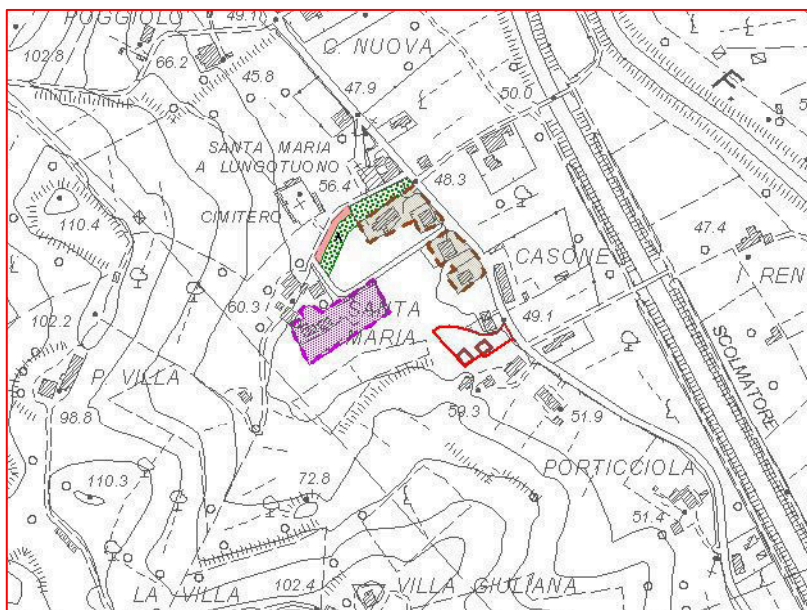 POGGIOLO
49.1
C. NUOVA
102.8
66.2
45.8
47.9
50.0
F
SANTA MARIA
A LUNGOTUONO
56.4
48.3
CIMITERO
110.4
47.4
CASONE
I REN
60.3
SANTA
MARIA
49.1
102.2
SCOLMATORE
P. VILLA
59.3
51.9
98.8
PORTICCIOLA
110.3
72.8
51.4
LA VILLA
102.4
VILLA GIULIANA